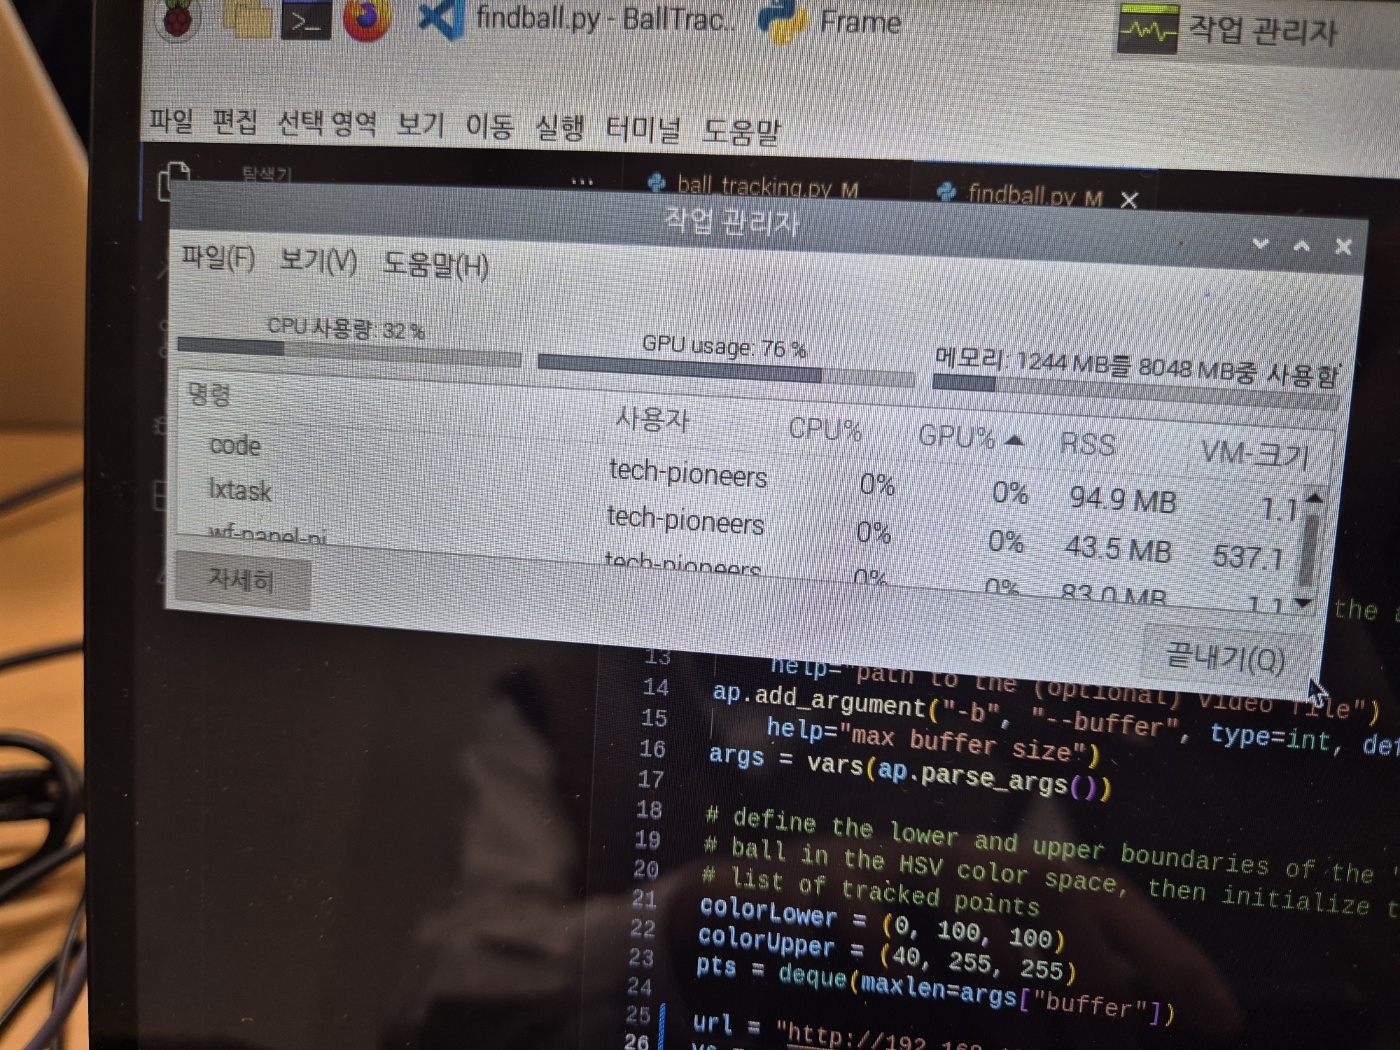 findball.py - BallTrac..
Frame
작업 관리자
파일 편집 선택 영역 보기 이동 실행 터미널 도움말
탐색기 ...
ball_tracking.py M
findball.py M
작업 관리자
파일(F) 보기(V) 도움말(H)
CPU 사용량: 32 %
GPU usage: 76 %
메모리: 1244 MB를 8048 MB중 사용함
명령 사용자 CPU% GPU% RSS VM-크기
code tech-pioneers 0% 0% 94.9 MB 1.1
lxtask tech-pioneers 0% 0% 43.5 MB 537.1
wf-panel-pi tech-pioneers 0% 0% 83.0 MB 1.1
자세히
끝내기(Q)
the
13 help="path to the (optional) video file")
14 ap.add_argument("-b", "--buffer", type=int, def
15 help="max buffer size")
16 args = vars(ap.parse_args())
17
18 # define the lower and upper boundaries of the "
19 # ball in the HSV color space, then initialize
20 # list of tracked points
21 colorLower = (0, 100, 100)
22 colorUpper = (40, 255, 255)
23 pts = deque(maxlen=args["buffer"])
24
25 url = "http://192.168
26